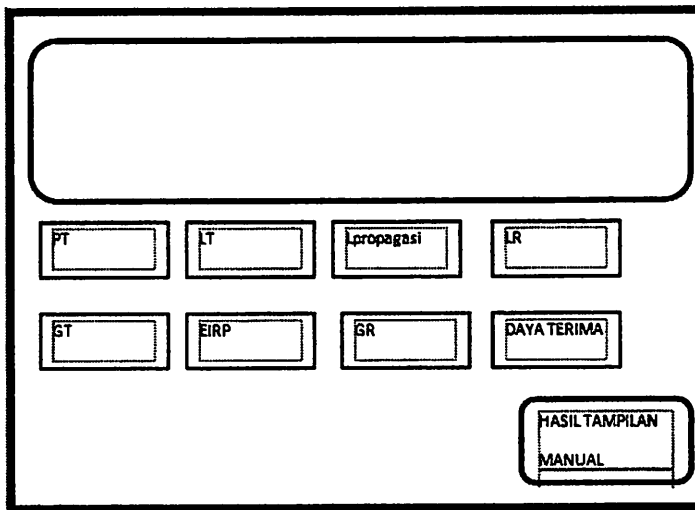 PT
LT
Lpropagasi
LR
GT
EIRP
GR
DAYA TERIMA
HASIL TAMPILAN
MANUAL